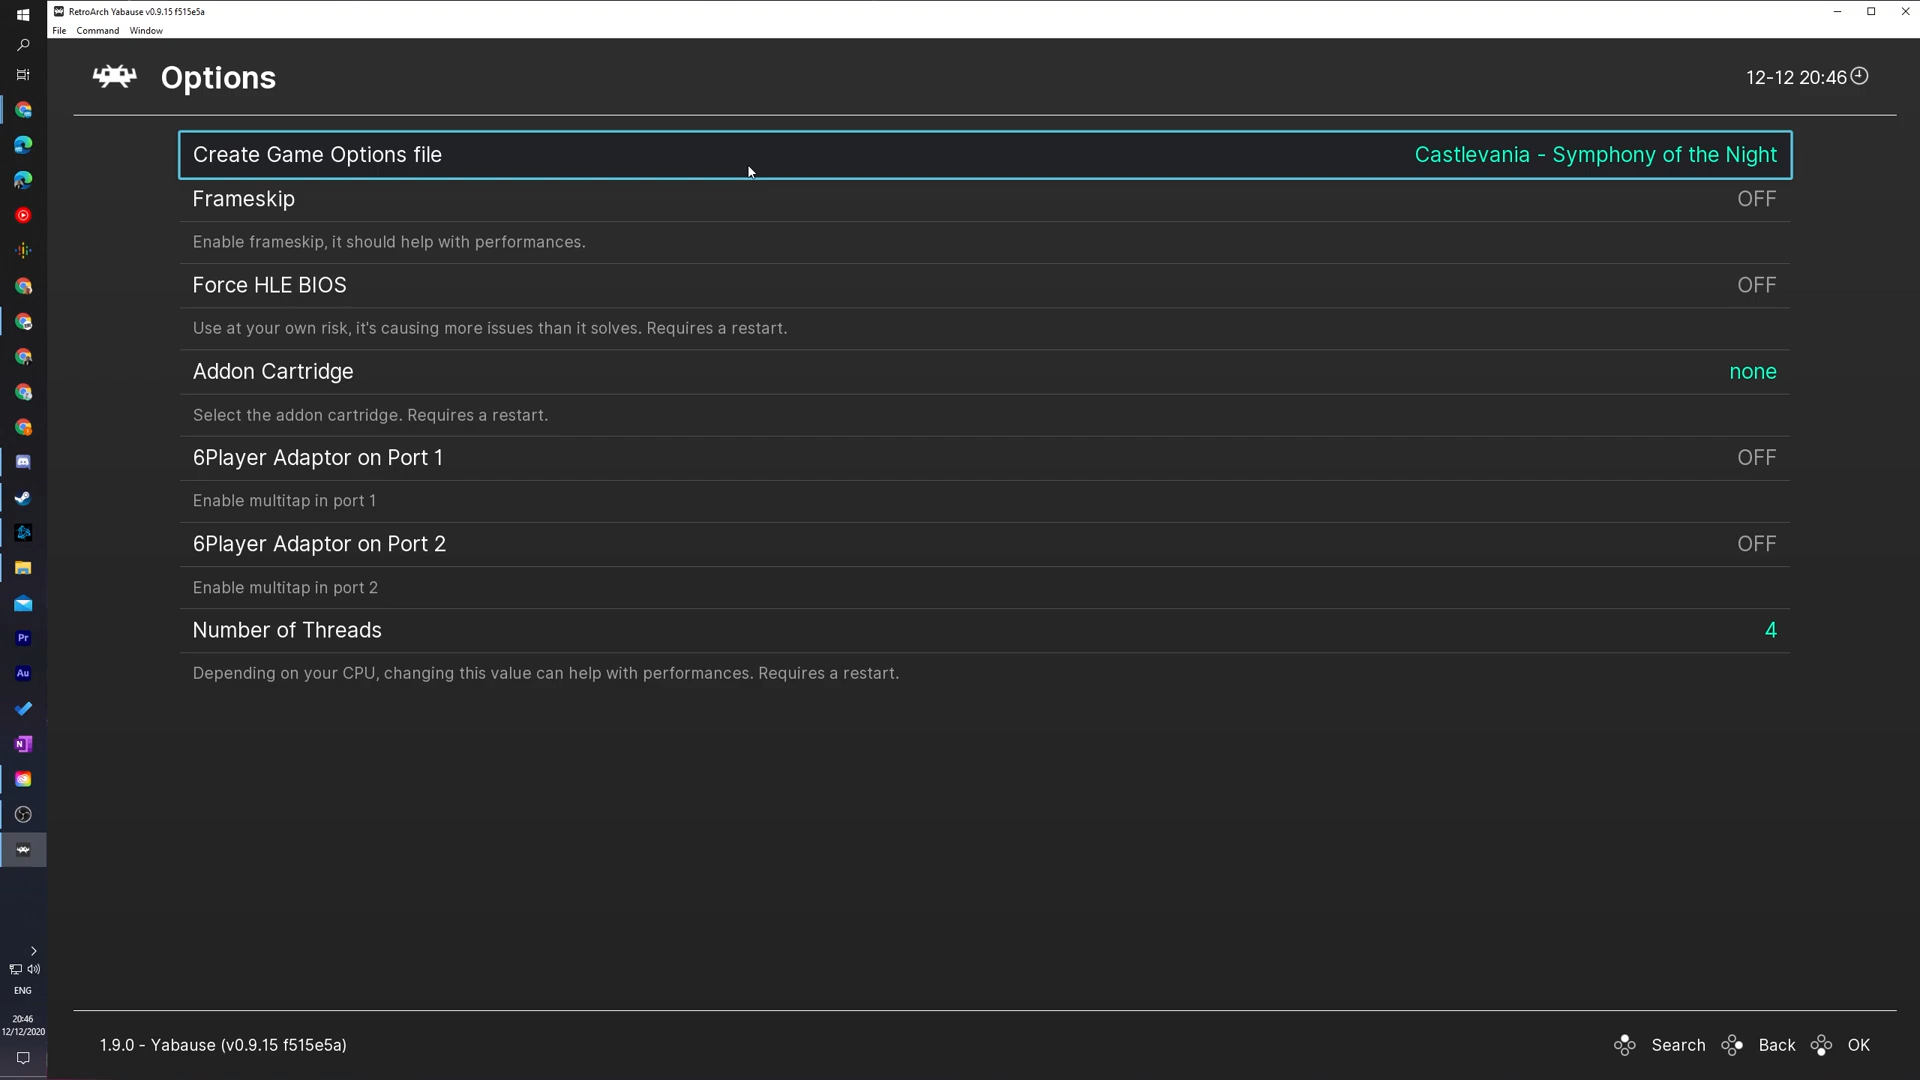 RetroArch Yabause v0.9.15 f515e5a
File Command Window
Options
12-12 20:46
Create Game Options file Castlevania - Symphony of the Night
Frameskip OFF
Enable frameskip, it should help with performances.
Force HLE BIOS OFF
Use at your own risk, it's causing more issues than it solves. Requires a restart.
Addon Cartridge none
Select the addon cartridge. Requires a restart.
6Player Adaptor on Port 1 OFF
Enable multitap in port 1
6Player Adaptor on Port 2 OFF
Enable multitap in port 2
Number of Threads 4
Depending on your CPU, changing this value can help with performances. Requires a restart.
Pr
Au
N
ENG
20:46
12/12/2020
1.9.0 - Yabause (v0.9.15 f515e5a)
Search Back OK